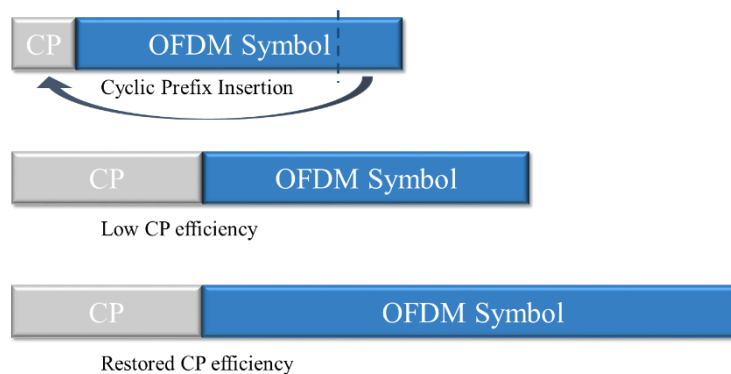 CP OFDM Symbol
Cyclic Prefix Insertion
CP OFDM Symbol
Low CP efficiency
CP OFDM Symbol
Restored CP efficiency